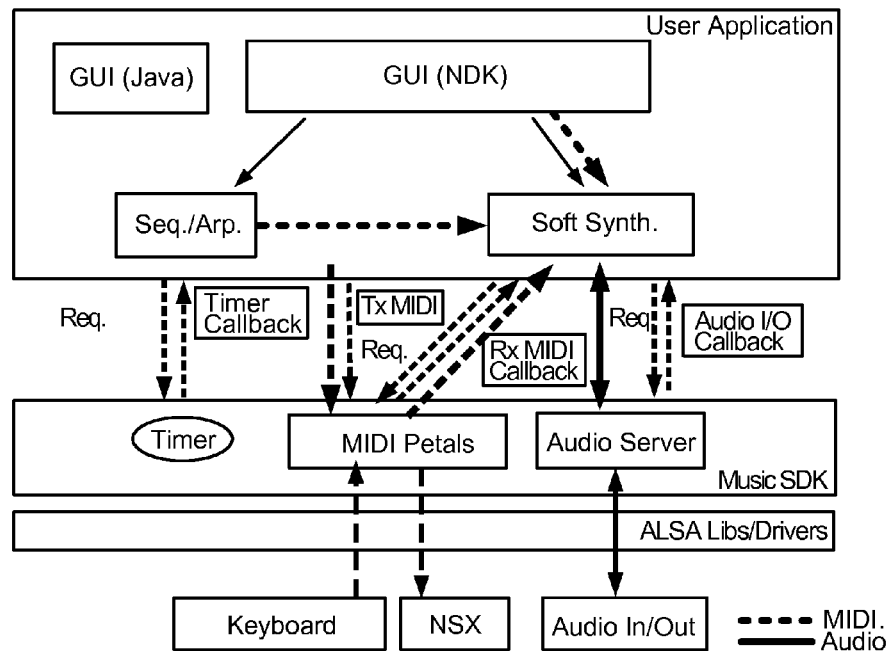 User Application
GUI (Java)
GUI (NDK)
Seq./Arp.
Soft Synth.
Req.
Timer
Callback
Tx MIDI
Req.
Rx MIDI
Callback
Req.
Audio I/O
Callback
Timer
MIDI Petals
Audio Server
Music SDK
ALSA Libs/Drivers
Keyboard
NSX
Audio In/Out
MIDI.
Audio